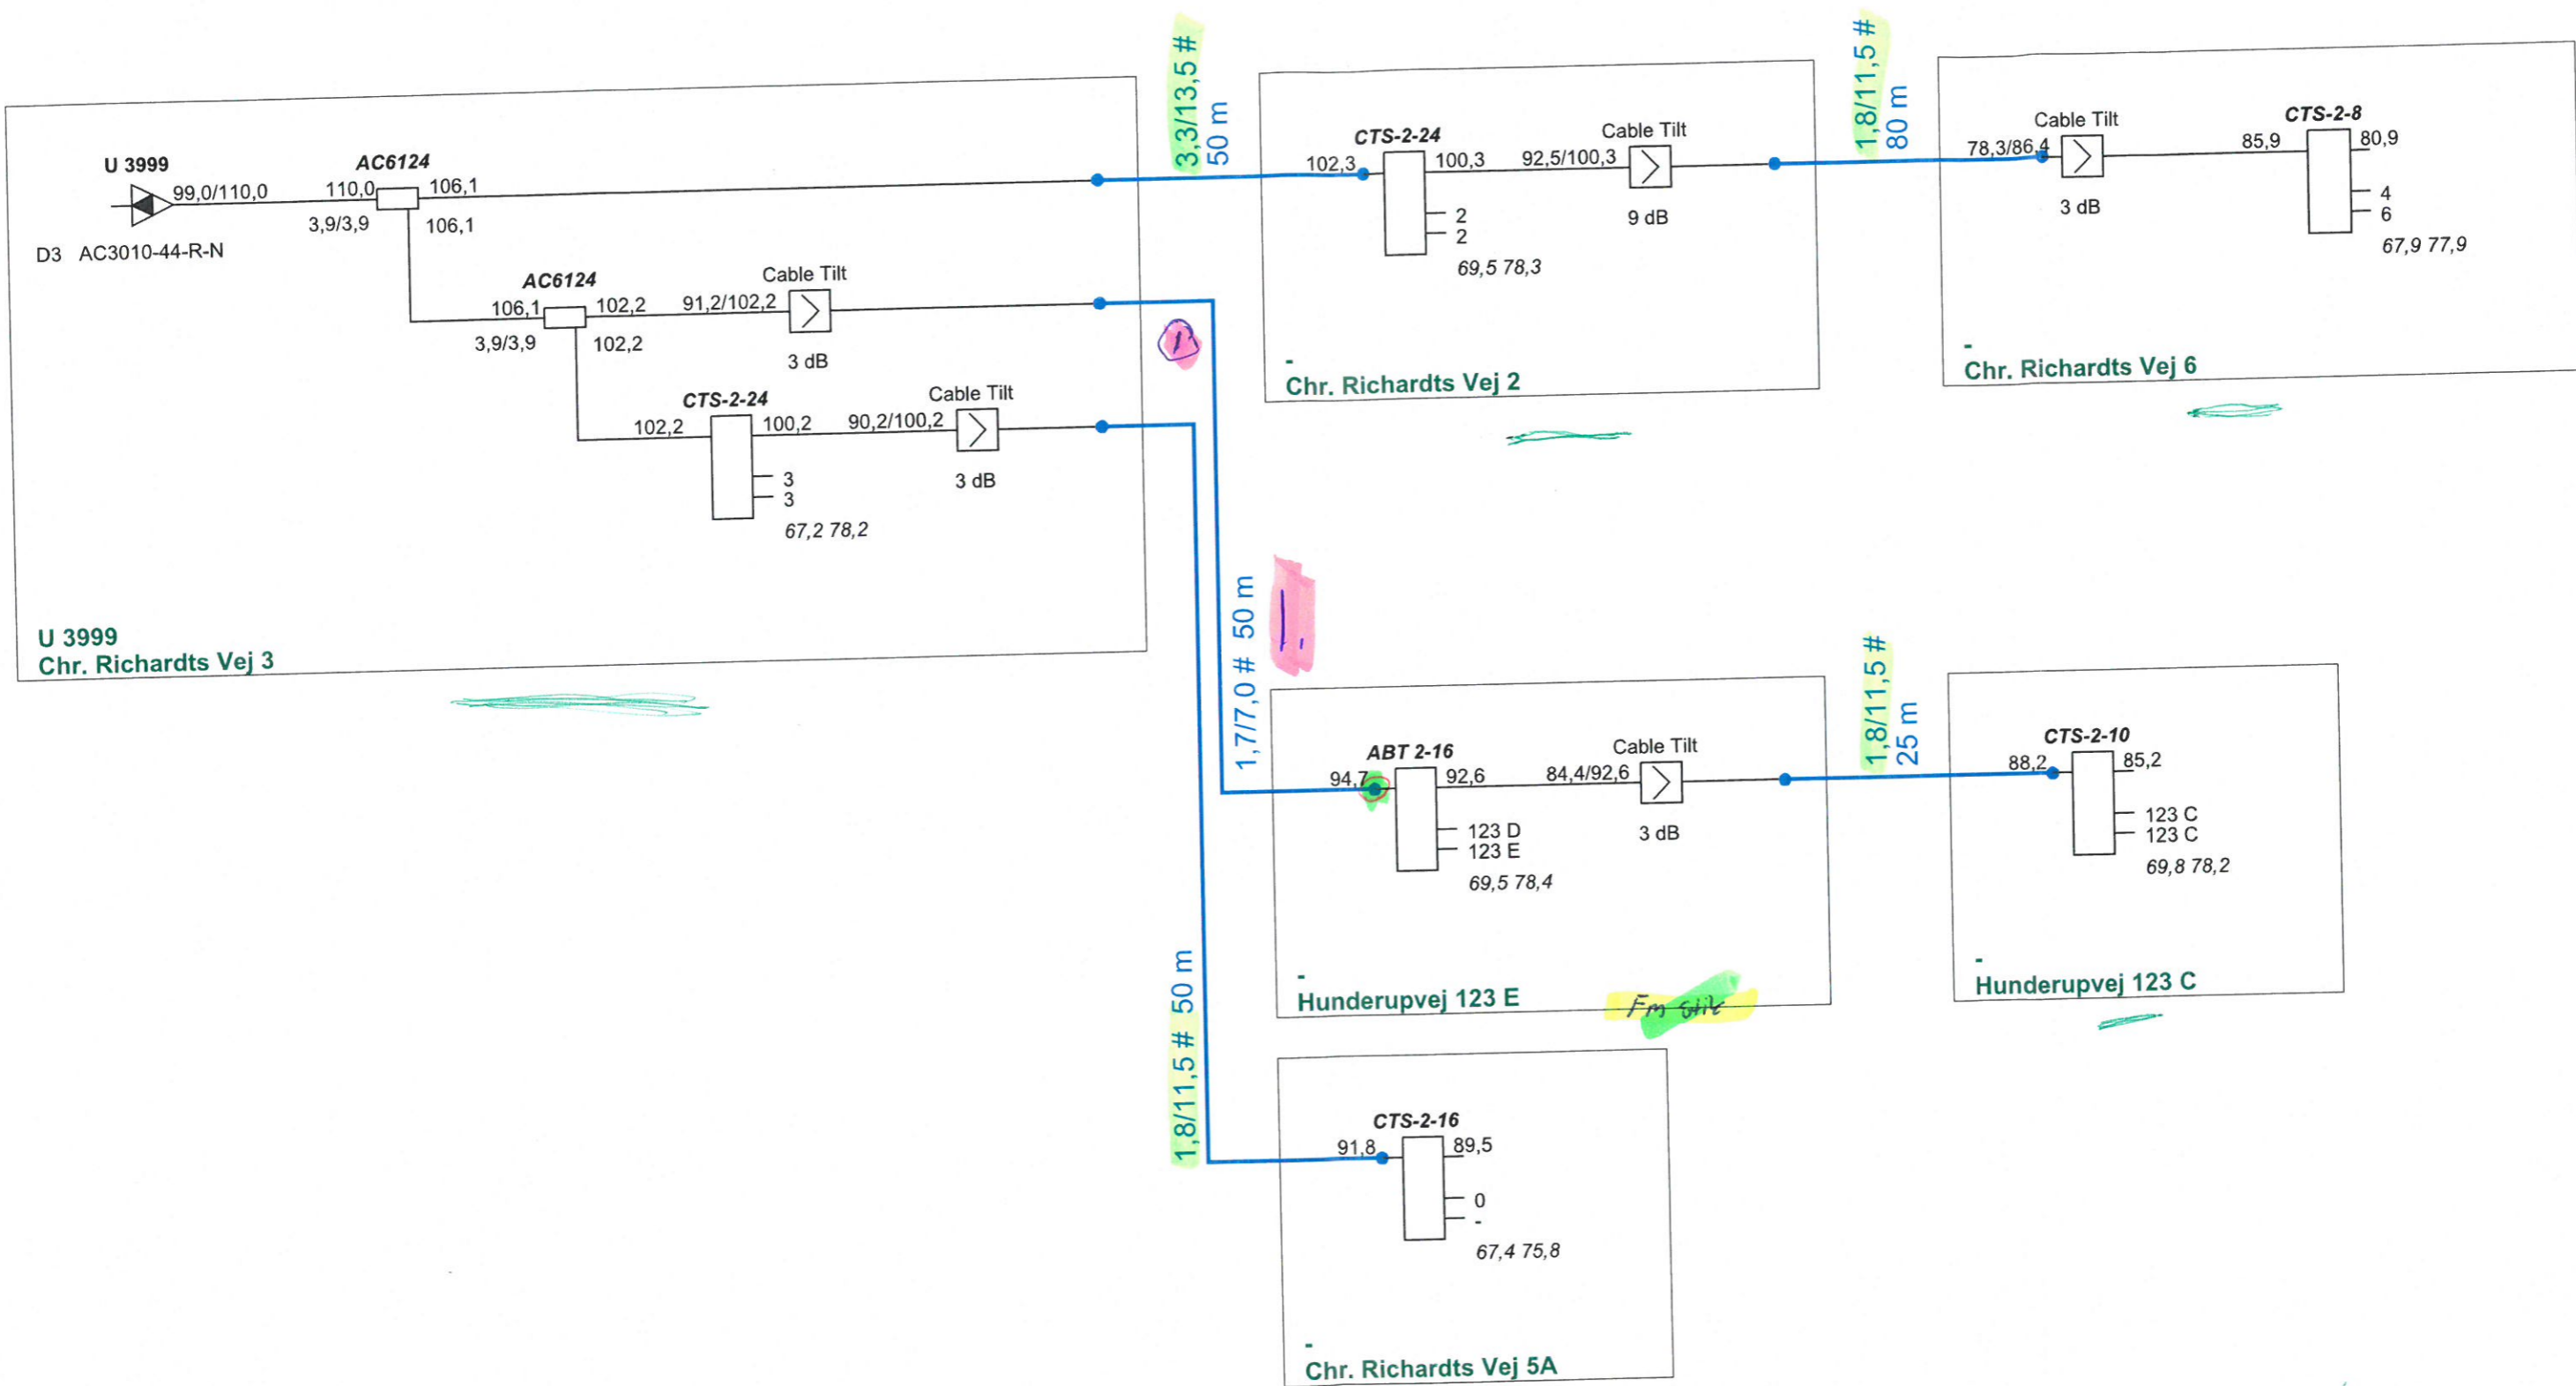 U 3999
99,0/110,0
D3 AC3010-44-R-N
AC6124
110,0
106,1
3,9/3,9
106,1
AC6124
106,1
102,2
3,9/3,9
102,2
91,2/102,2
Cable Tilt
3 dB
CTS-2-24
102,2
100,2
3
3
67,2 78,2
90,2/100,2
Cable Tilt
3 dB
U 3999
Chr. Richardts Vej 3
3,3/13,5 #
50 m
CTS-2-24
102,3
100,3
2
2
69,5 78,3
92,5/100,3
Cable Tilt
9 dB
-
Chr. Richardts Vej 2
1,8/11,5 #
80 m
78,3/86,4
Cable Tilt
3 dB
85,9
CTS-2-8
80,9
4
6
67,9 77,9
-
Chr. Richardts Vej 6
1
1,7/7,0 # 50 m
ABT 2-16
94,7
92,6
123 D
123 E
69,5 78,4
84,4/92,6
Cable Tilt
3 dB
-
Hunderupvej 123 E
Fm stik
1,8/11,5 #
25 m
CTS-2-10
88,2
85,2
123 C
123 C
69,8 78,2
-
Hunderupvej 123 C
1,8/11,5 # 50 m
CTS-2-16
91,8
89,5
0
-
67,4 75,8
-
Chr. Richardts Vej 5A